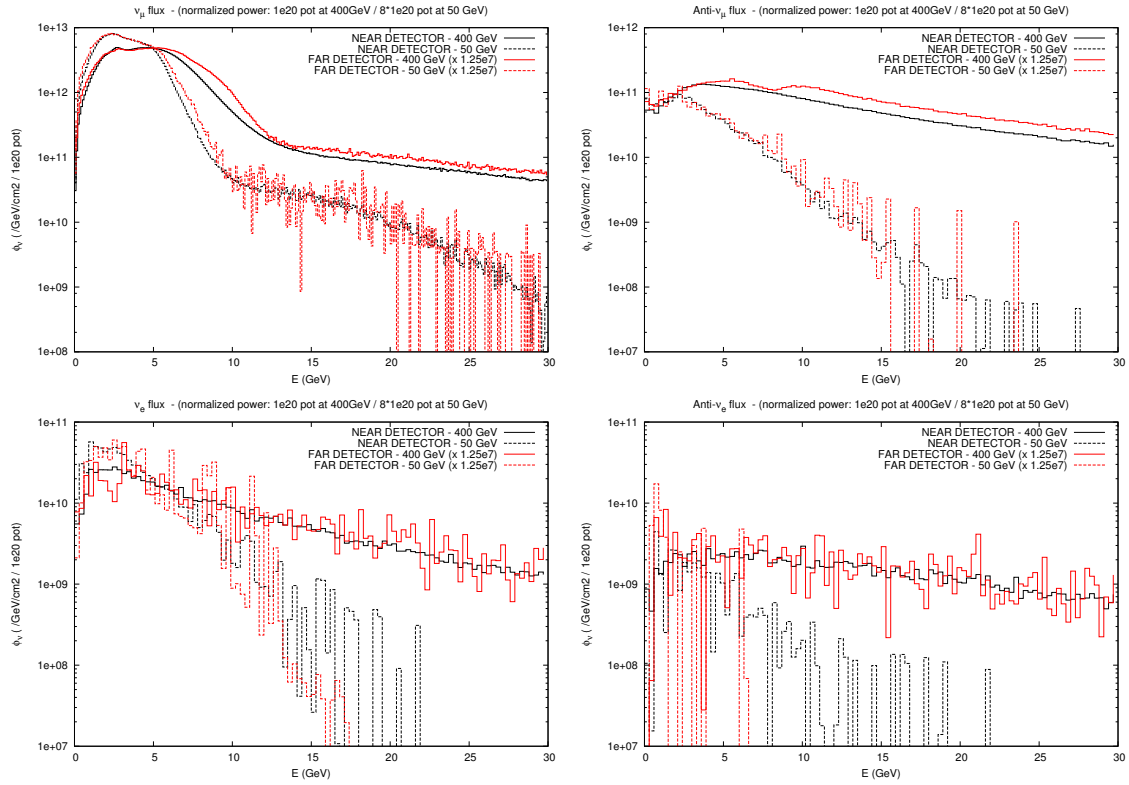 ν_μ flux - (normalized power: 1e20 pot at 400GeV / 8*1e20 pot at 50 GeV)
NEAR DETECTOR - 400 GeV
NEAR DETECTOR - 50 GeV
FAR DETECTOR - 400 GeV (x 1.25e7)
FAR DETECTOR - 50 GeV (x 1.25e7)
1e+13
1e+12
1e+11
1e+10
1e+09
1e+08
ϕ_ν ( /GeV/cm2 / 1e20 pot)
0 5 10 15 20 25 30
E (GeV)
Anti-ν_μ flux - (normalized power: 1e20 pot at 400GeV / 8*1e20 pot at 50 GeV)
NEAR DETECTOR - 400 GeV
NEAR DETECTOR - 50 GeV
FAR DETECTOR - 400 GeV (x 1.25e7)
FAR DETECTOR - 50 GeV (x 1.25e7)
1e+12
1e+11
1e+10
1e+09
1e+08
1e+07
ϕ_ν ( /GeV/cm2 / 1e20 pot)
0 5 10 15 20 25 30
E (GeV)
ν_e flux - (normalized power: 1e20 pot at 400GeV / 8*1e20 pot at 50 GeV)
NEAR DETECTOR - 400 GeV
NEAR DETECTOR - 50 GeV
FAR DETECTOR - 400 GeV (x 1.25e7)
FAR DETECTOR - 50 GeV (x 1.25e7)
1e+11
1e+10
1e+09
1e+08
1e+07
ϕ_ν ( /GeV/cm2 / 1e20 pot)
0 5 10 15 20 25 30
E (GeV)
Anti-ν_e flux - (normalized power: 1e20 pot at 400GeV / 8*1e20 pot at 50 GeV)
NEAR DETECTOR - 400 GeV
NEAR DETECTOR - 50 GeV
FAR DETECTOR - 400 GeV (x 1.25e7)
FAR DETECTOR - 50 GeV (x 1.25e7)
1e+11
1e+10
1e+09
1e+08
1e+07
ϕ_ν ( /GeV/cm2 / 1e20 pot)
0 5 10 15 20 25 30
E (GeV)